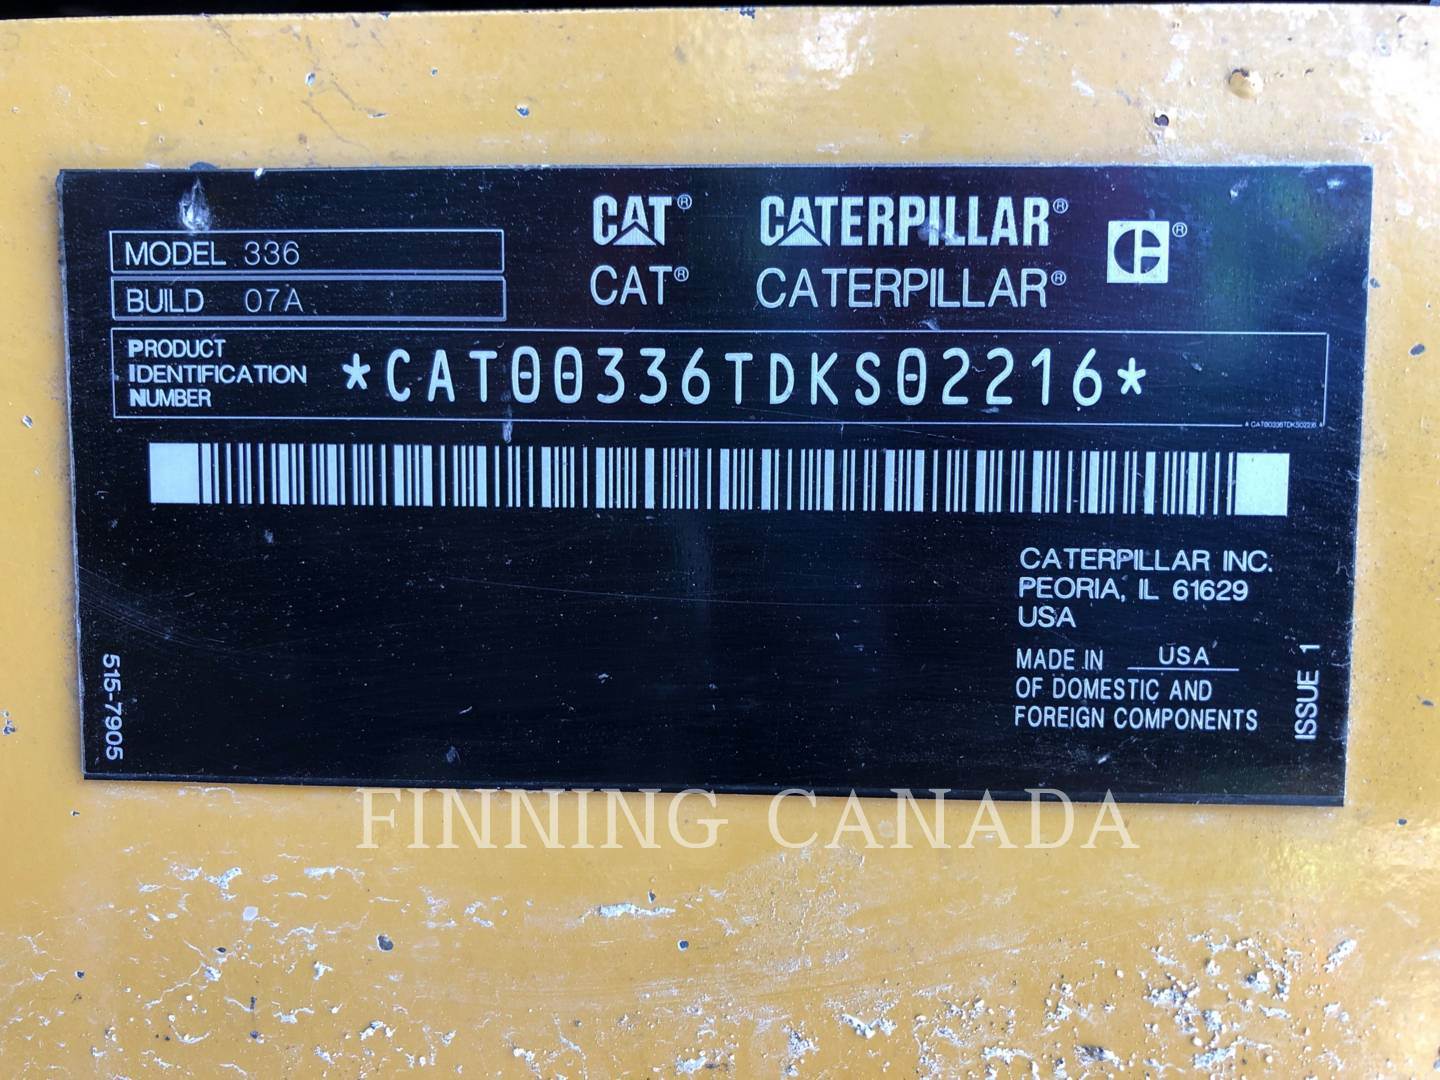 CAT® CATERPILLAR®
CAT® CATERPILLAR®
MODEL 336
BUILD 07A
PRODUCT
IDENTIFICATION
NUMBER
*CAT00336TDKS02216*
*CAT00336TDKS02216*
CATERPILLAR INC.
PEORIA, IL 61629
USA
MADE IN USA
OF DOMESTIC AND
FOREIGN COMPONENTS
515-7905
ISSUE 1
FINNING CANADA